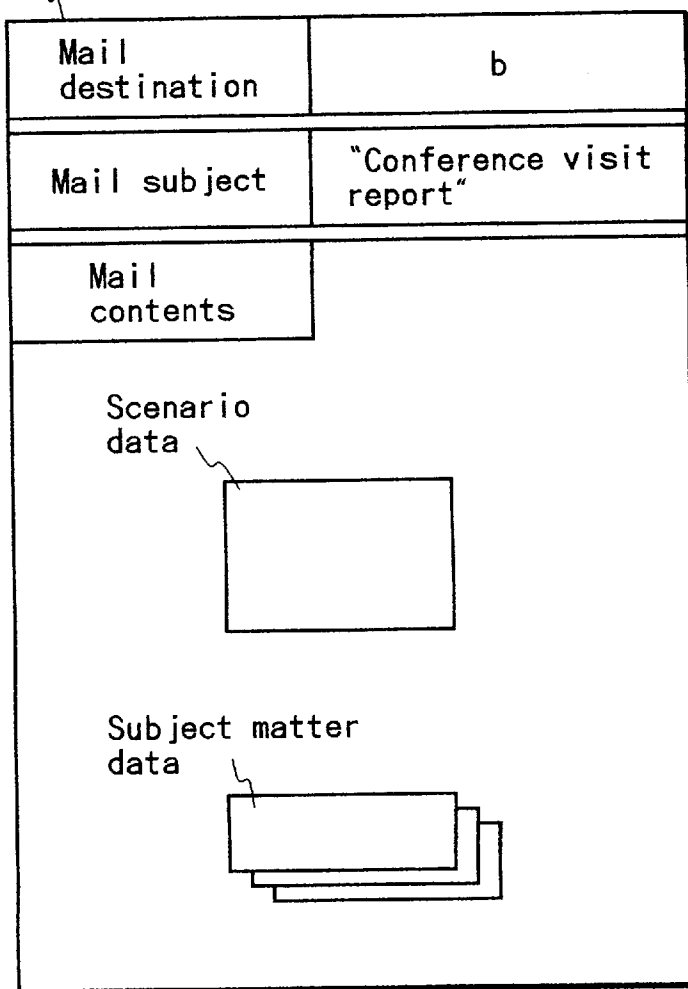 Mail
destination
b
Mail subject
"Conference visit
report"
Mail
contents
Scenario
data
Subject matter
data